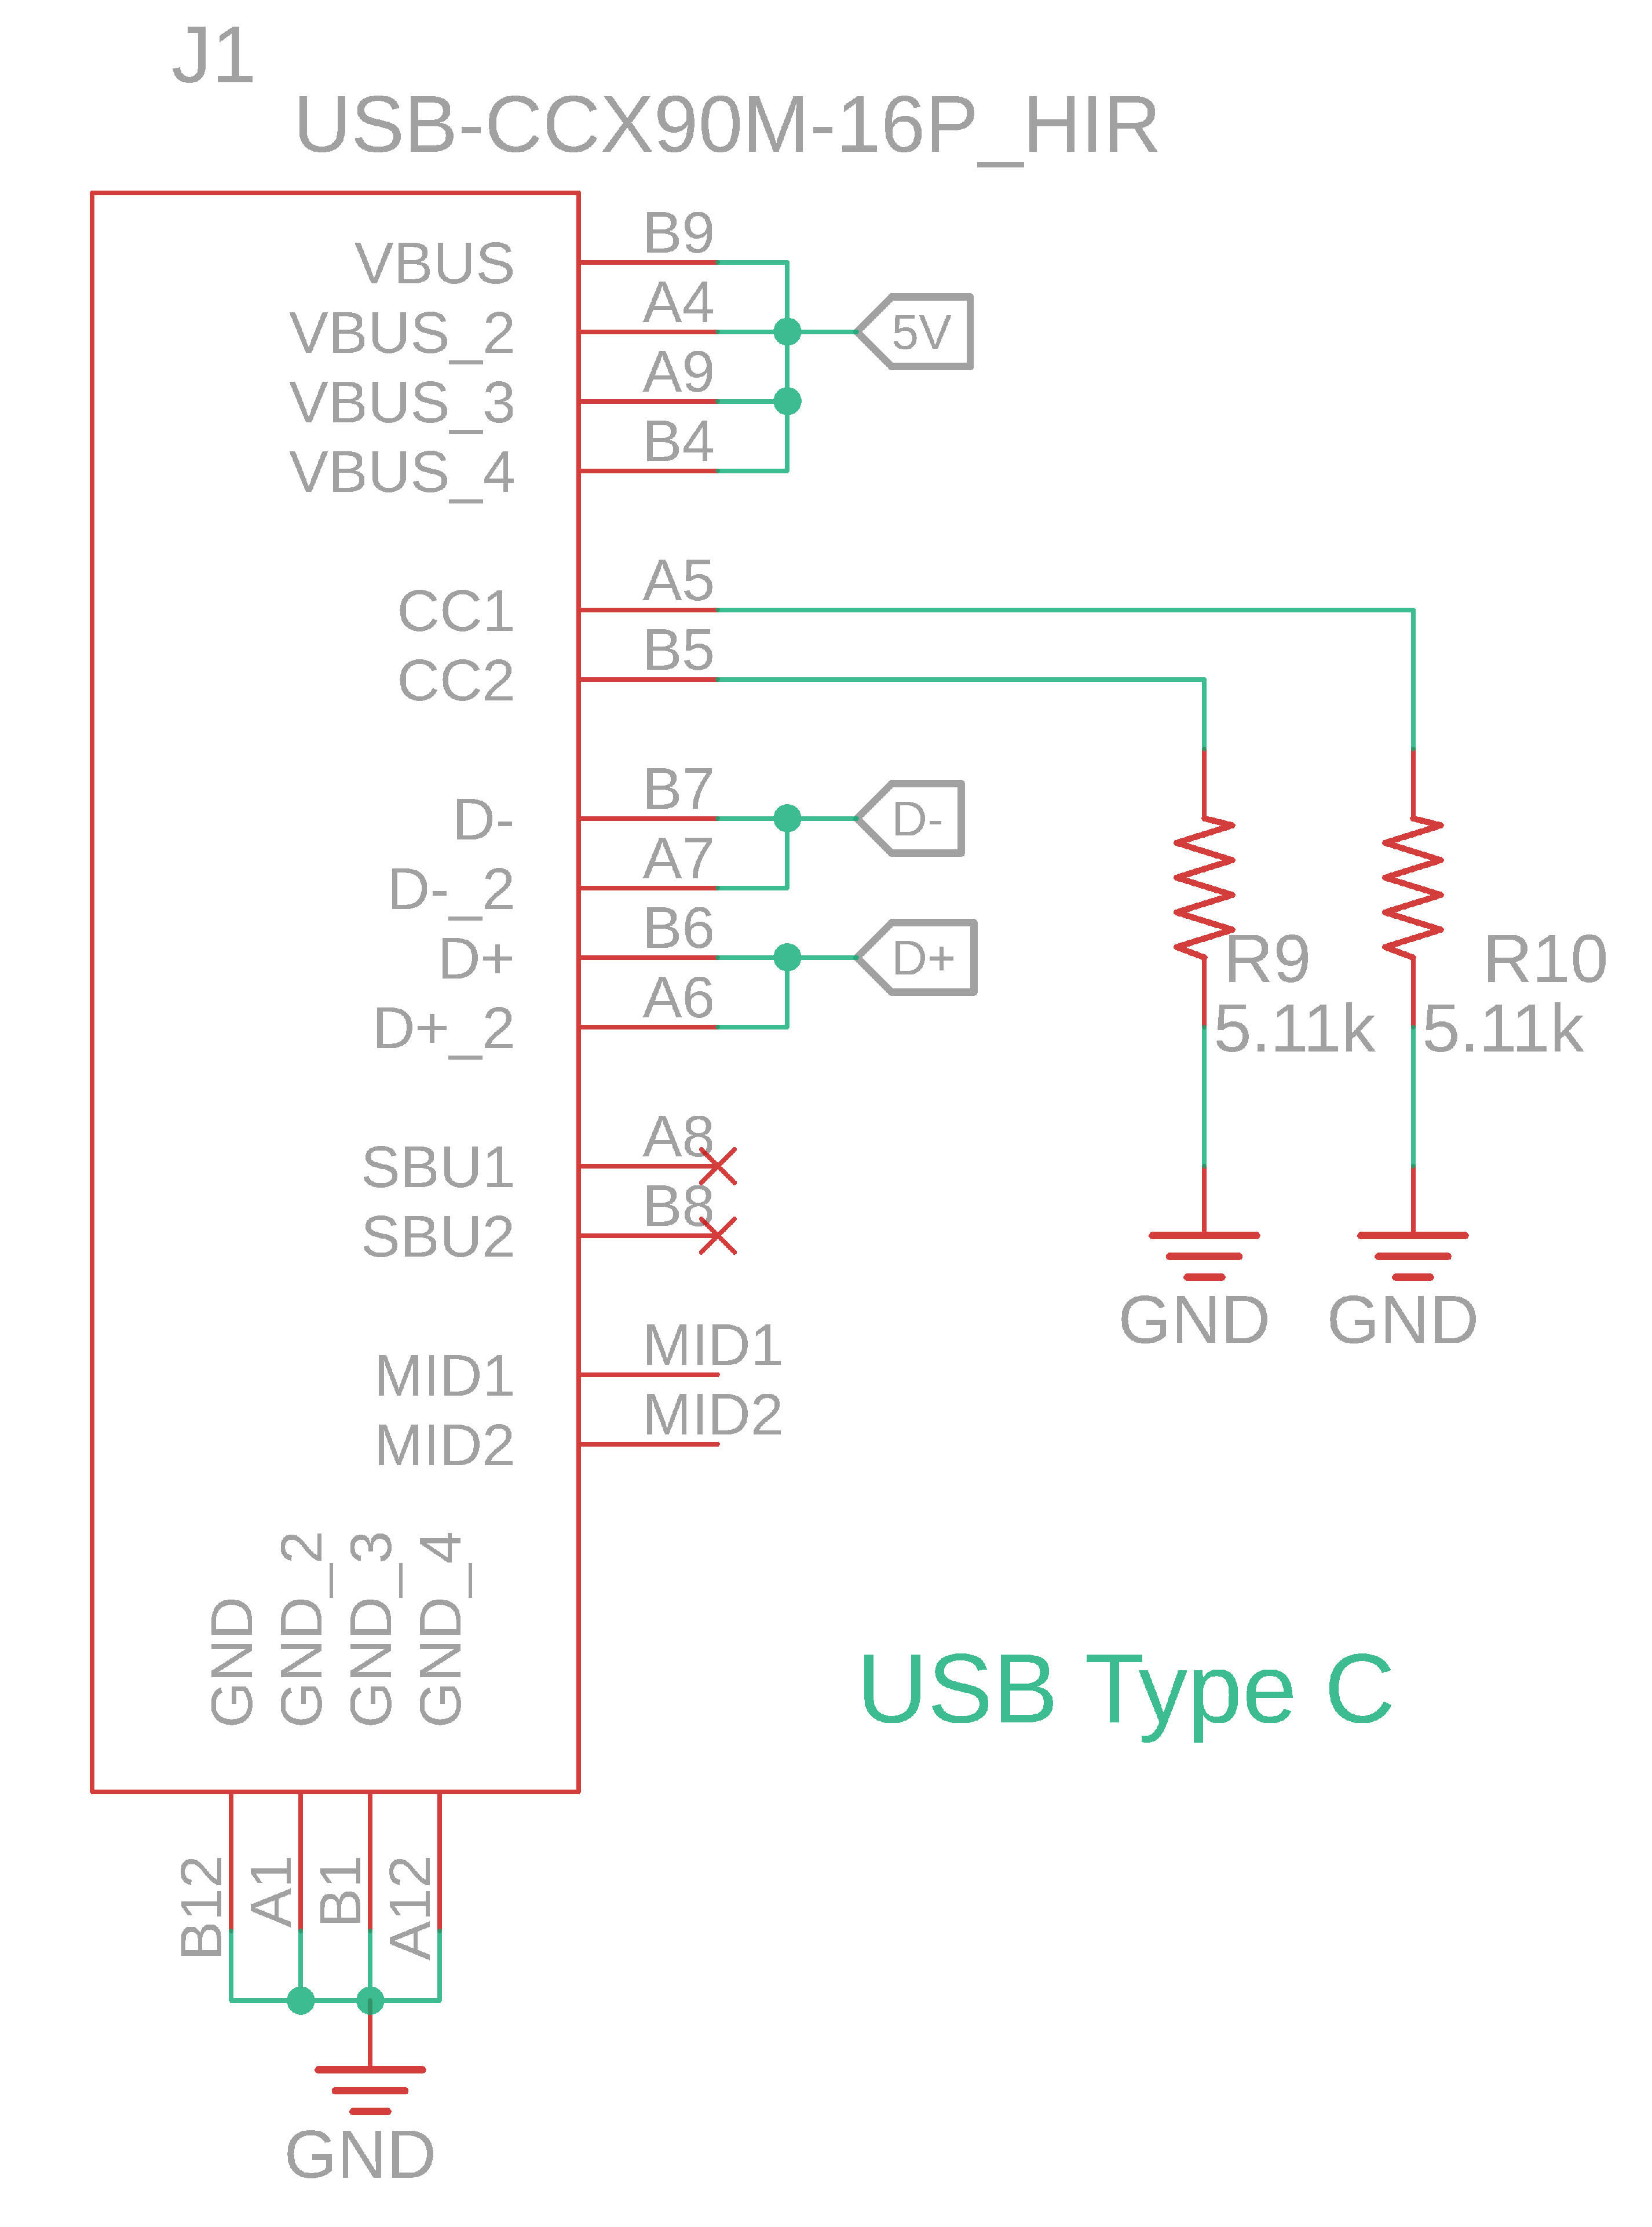 J1
USB-CCX90M-16P_HIR
VBUS B9
VBUS_2 A4 5V
VBUS_3 A9
VBUS_4 B4
CC1 A5
CC2 B5
D- B7 D-
D-_2 A7
D+ B6 D+
D+_2 A6
R9 R10
5.11k 5.11k
SBU1 A8
SBU2 B8
GND GND
MID1 MID1
MID2 MID2
GND GND_2 GND_3 GND_4
USB Type C
B12 A1 B1 A12
GND